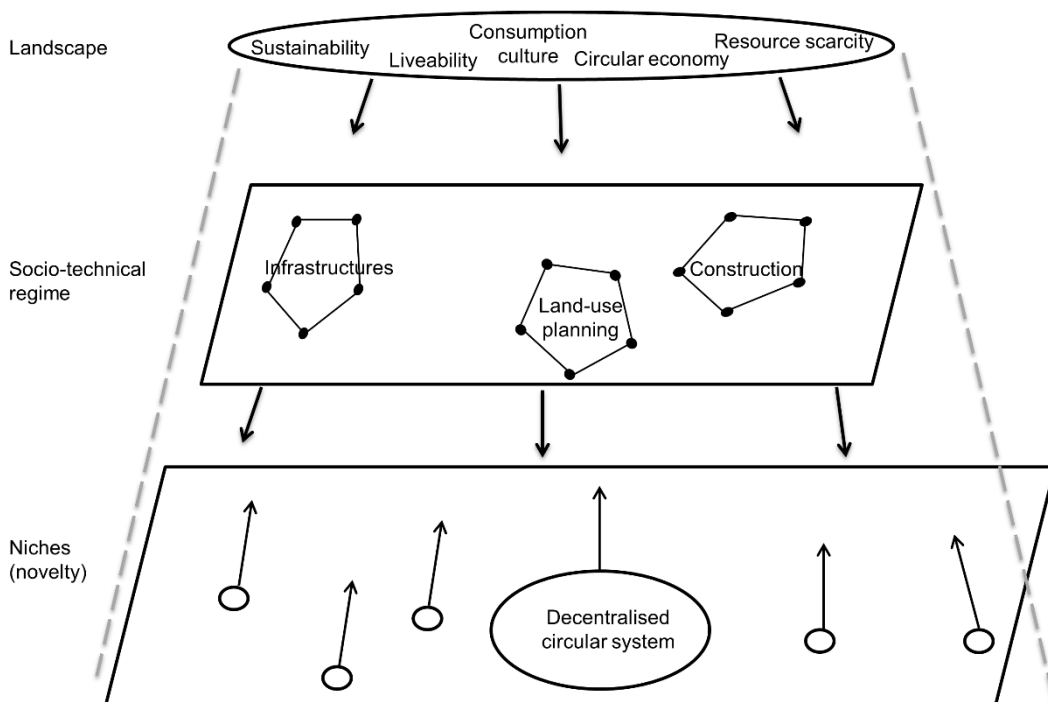 Landscape
Sustainability
Liveability
Consumption
culture
Circular economy
Resource scarcity
Socio-technical
regime
Infrastructures
Land-use
planning
Construction
Niches
(novelty)
Decentralised
circular system